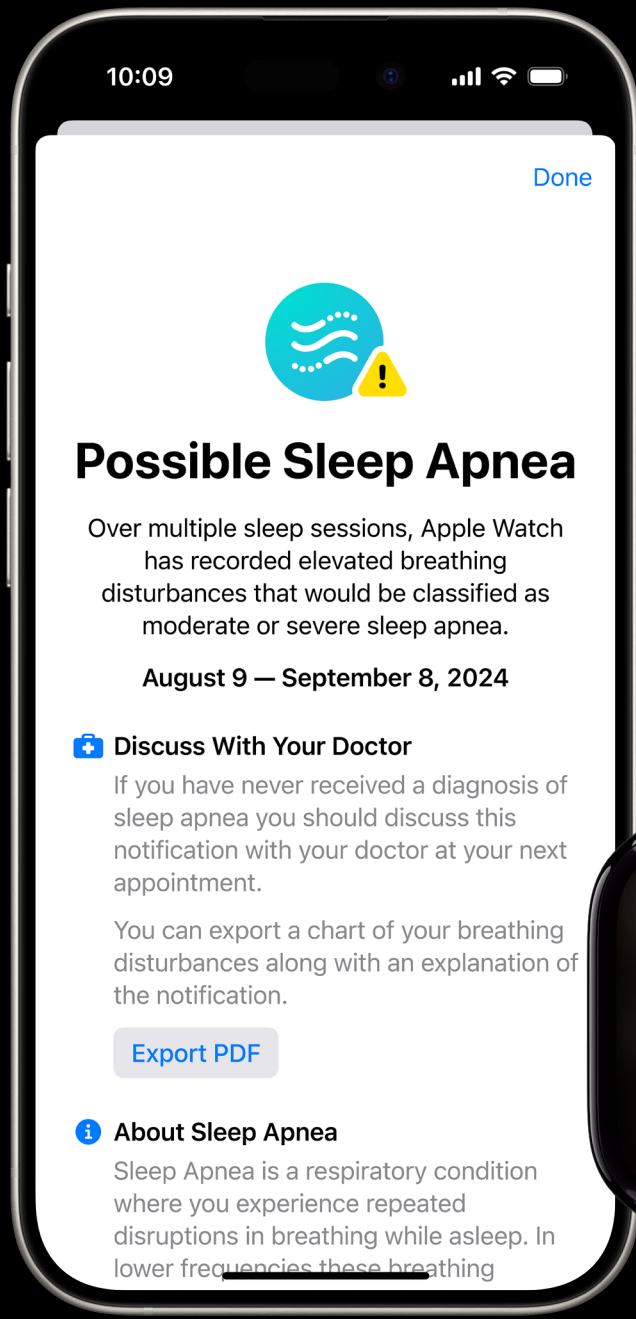 10:09
Done
Possible Sleep Apnea
Over multiple sleep sessions, Apple Watch
has recorded elevated breathing
disturbances that would be classified as
moderate or severe sleep apnea.
August 9 — September 8, 2024
Discuss With Your Doctor
If you have never received a diagnosis of
sleep apnea you should discuss this
notification with your doctor at your next
appointment.
You can export a chart of your breathing
disturbances along with an explanation of
the notification.
Export PDF
About Sleep Apnea
Sleep Apnea is a respiratory condition
where you experience repeated
disruptions in breathing while asleep. In
lower frequencies these breathing